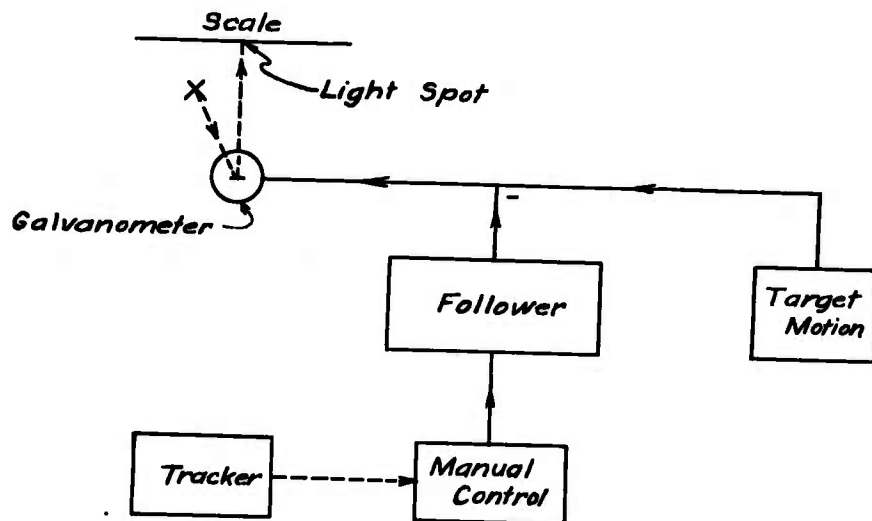 Scale
Light Spot
Galvanometer
-
Follower
Target
Motion
Tracker
Manual
Control